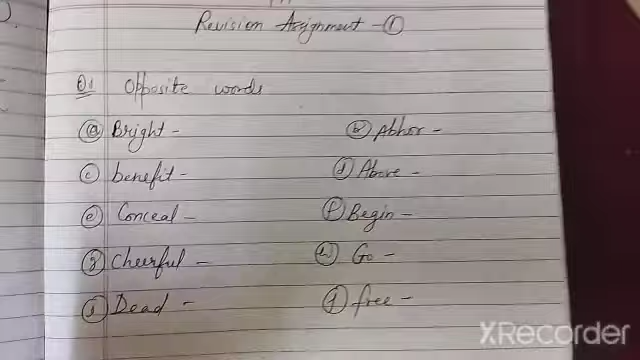 Revision Assignment - ①
Q1 Opposite words
ⓐ Bright - ⓑ Abhor -
ⓒ benefit - ⓓ Above -
ⓔ Conceal - ⓕ Begin -
ⓖ Cheerful - ⓗ Go -
ⓘ Dead - ⓙ free -
XRecorder